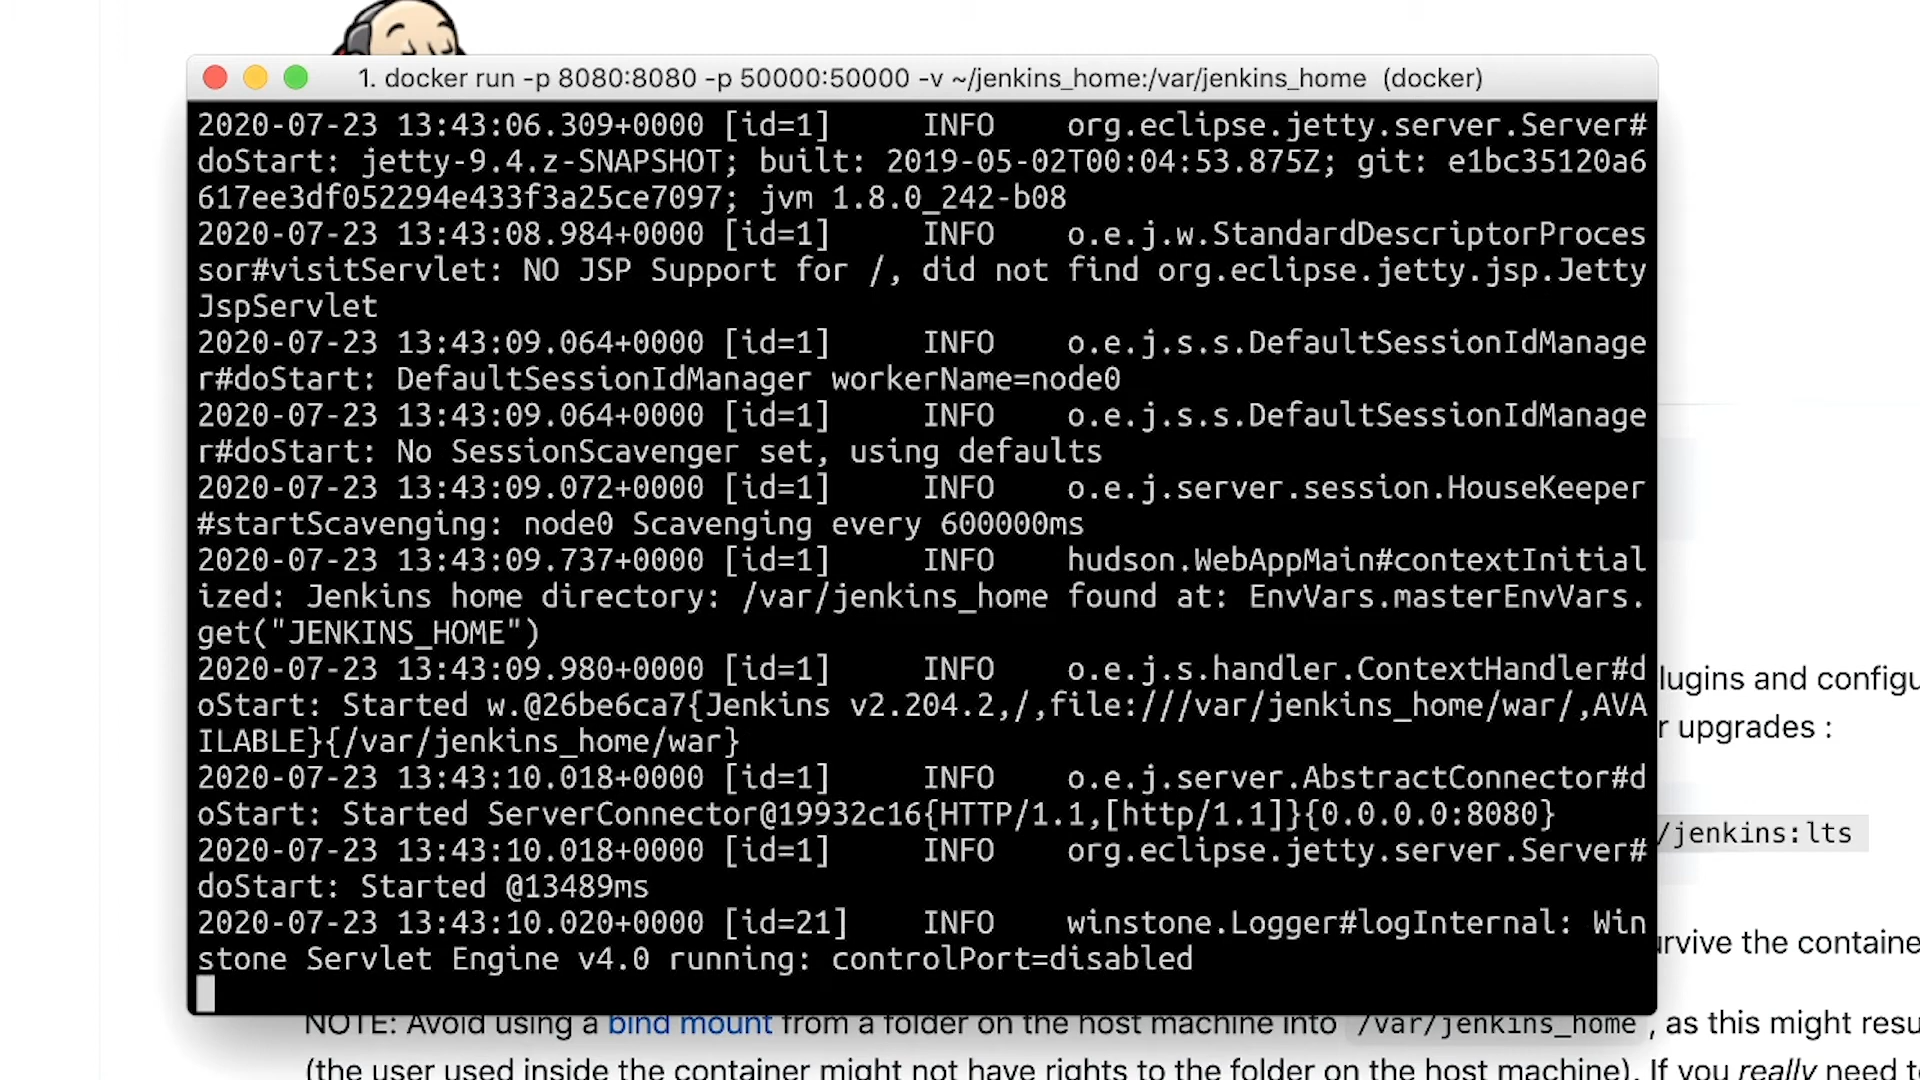 1. docker run -p 8080:8080 -p 50000:50000 -v ~/jenkins_home:/var/jenkins_home (docker)
2020-07-23 13:43:06.309+0000 [id=1]     INFO    org.eclipse.jetty.server.Server#
doStart: jetty-9.4.z-SNAPSHOT; built: 2019-05-02T00:04:53.875Z; git: e1bc35120a6
617ee3df052294e433f3a25ce7097; jvm 1.8.0_242-b08
2020-07-23 13:43:08.984+0000 [id=1]     INFO    o.e.j.w.StandardDescriptorProces
sor#visitServlet: NO JSP Support for /, did not find org.eclipse.jetty.jsp.Jetty
JspServlet
2020-07-23 13:43:09.064+0000 [id=1]     INFO    o.e.j.s.s.DefaultSessionIdManage
r#doStart: DefaultSessionIdManager workerName=node0
2020-07-23 13:43:09.064+0000 [id=1]     INFO    o.e.j.s.s.DefaultSessionIdManage
r#doStart: No SessionScavenger set, using defaults
2020-07-23 13:43:09.072+0000 [id=1]     INFO    o.e.j.server.session.HouseKeeper
#startScavenging: node0 Scavenging every 600000ms
2020-07-23 13:43:09.737+0000 [id=1]     INFO    hudson.WebAppMain#contextInitial
ized: Jenkins home directory: /var/jenkins_home found at: EnvVars.masterEnvVars.
get("JENKINS_HOME")
2020-07-23 13:43:09.980+0000 [id=1]     INFO    o.e.j.s.handler.ContextHandler#d
oStart: Started w.@26be6ca7{Jenkins v2.204.2,/,file:///var/jenkins_home/war/,AVA
ILABLE}{/var/jenkins_home/war}
2020-07-23 13:43:10.018+0000 [id=1]     INFO    o.e.j.server.AbstractConnector#d
oStart: Started ServerConnector@19932c16{HTTP/1.1,[http/1.1]}{0.0.0.0:8080}
2020-07-23 13:43:10.018+0000 [id=1]     INFO    org.eclipse.jetty.server.Server#
doStart: Started @13489ms
2020-07-23 13:43:10.020+0000 [id=21]    INFO    winstone.Logger#logInternal: Win
stone Servlet Engine v4.0 running: controlPort=disabled
lugins and configu
r upgrades :
/jenkins:lts
urvive the containe
NOTE: Avoid using a bind mount from a folder on the host machine into /var/jenkins_home , as this might resu
(the user used inside the container might not have rights to the folder on the host machine). If you really need t